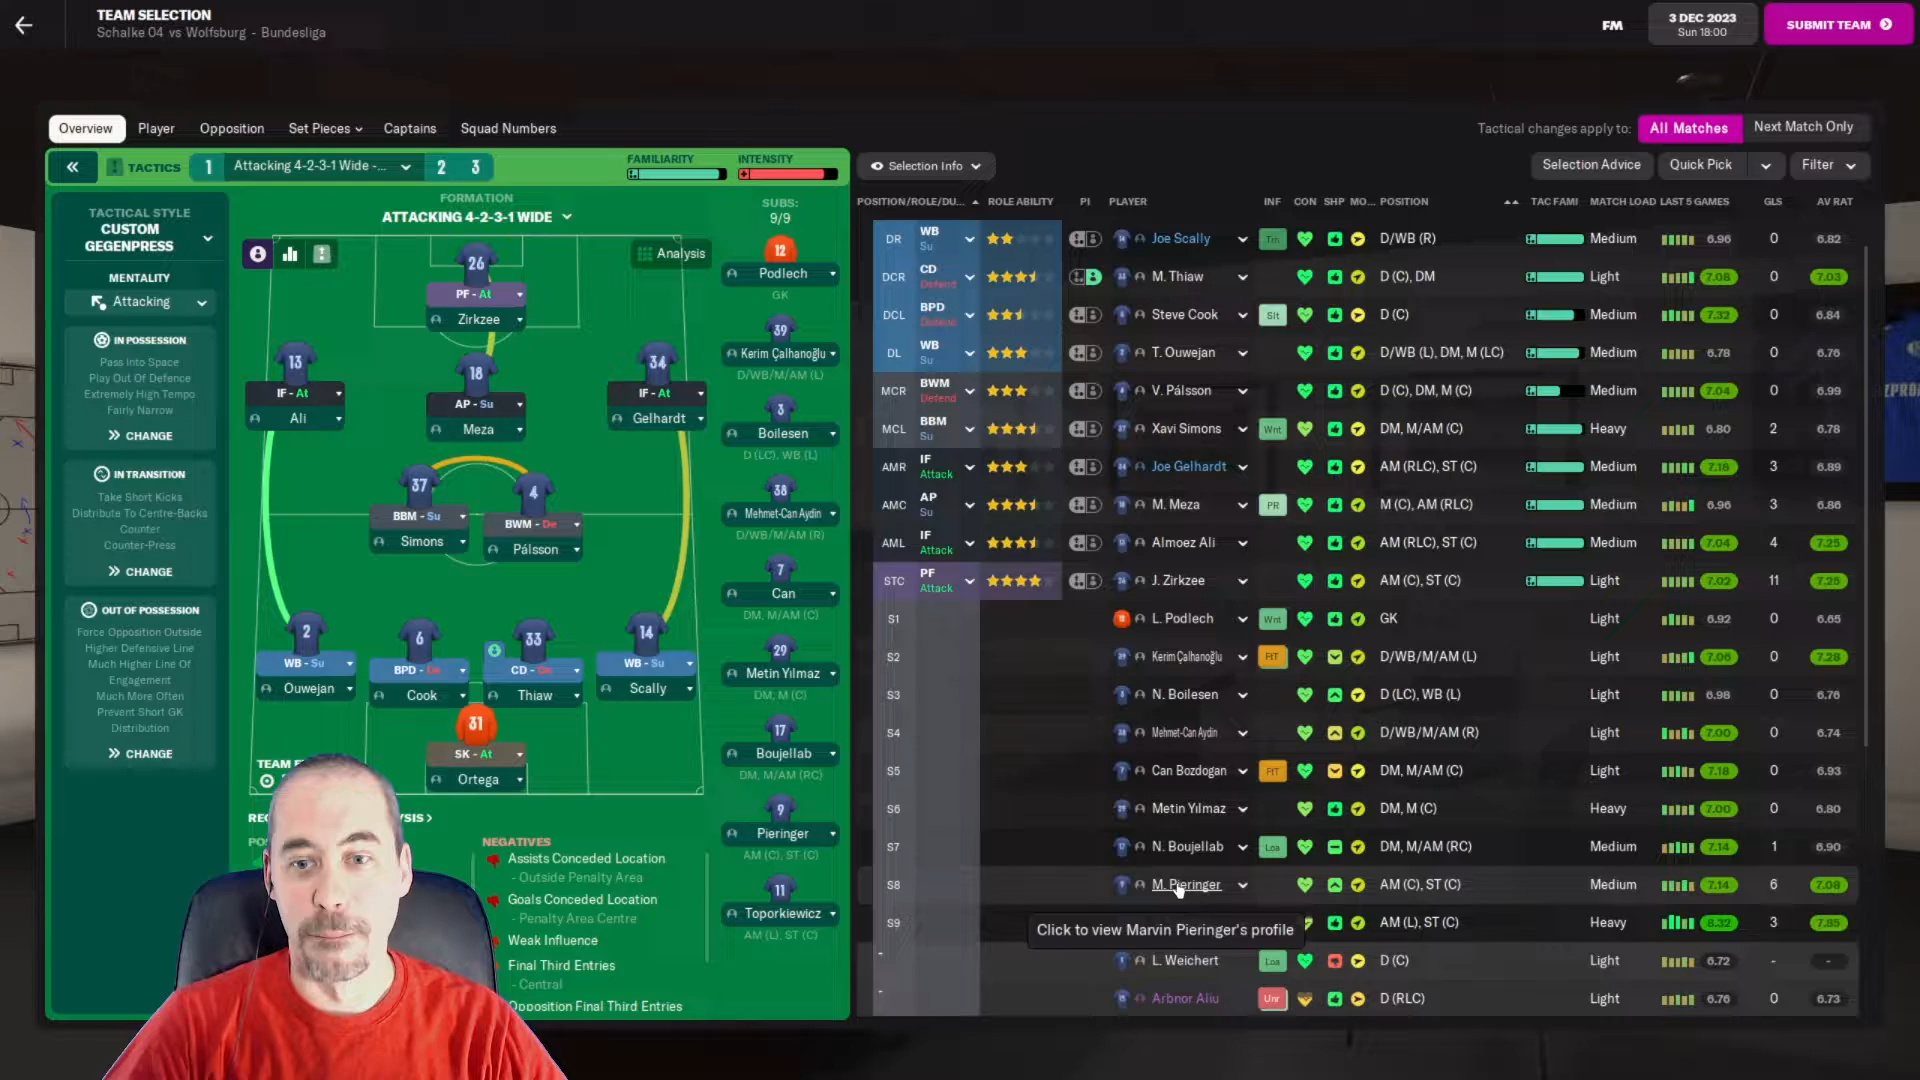 TEAM SELECTION
Schalke 04 vs Wolfsburg - Bundesliga
FM
3 DEC 2023
Sun 18:00
SUBMIT TEAM
Overview Player Opposition Set Pieces Captains Squad Numbers
Tactical changes apply to: All Matches Next Match Only
TACTICS 1 Attacking 4-2-3-1 Wide -... 2 3
FAMILIARITY
INTENSITY
Selection Info
Selection Advice Quick Pick Filter
TACTICAL STYLE
CUSTOM
GEGENPRESS
MENTALITY
Attacking
IN POSSESSION
Pass into Space
Play Out Of Defence
Extremely High Tempo
Fairly Narrow
CHANGE
IN TRANSITION
Take Short Kicks
Distribute To Centre-Backs
Counter
Counter-Press
CHANGE
OUT OF POSSESSION
Force Opposition Outside
Higher Defensive Line
Much Higher Line Of
Engagement
Much More Often
Prevent Short GK
Distribution
CHANGE
FORMATION
ATTACKING 4-2-3-1 WIDE
Analysis
26
PF - At
Zirkzee
13
IF - At
Ali
18
AP - Su
Meza
34
IF - At
Gelhardt
37
BBM - Su
Simons
4
BWM - De
Pálsson
2
WB - Su
Ouwejan
6
BPD - De
Cook
33
CD - De
Thiaw
14
WB - Su
Scally
31
SK - At
Ortega
NEGATIVES
Assists Conceded Location
- Outside Penalty Area
Goals Conceded Location
- Penalty Area Centre
Weak Influence
Final Third Entries
- Central
Opposition Final Third Entries
SUBS:
9/9
12
Podlech
GK
39
Kerim Çalhanoğlu
D/WB/M/AM (L)
3
Boilesen
D (LC), WB (L)
38
Mehmet-Can Aydin
D/WB/M/AM (R)
7
Can
DM, M/AM (C)
29
Metin Yılmaz
DM, M (C)
17
Boujellab
DM, M/AM (RC)
9
Pieringer
AM (C), ST (C)
11
Toporkiewicz
AM (L), ST (C)
POSITION/ROLE/DU... ROLE ABILITY PI PLAYER INF CON SHP MO... POSITION TAC FAMI MATCH LOAD LAST 5 GAMES GLS AV RAT
DR WB Su Joe Scally Trn D/WB (R) Medium 6.96 0 6.82
DCR CD Defend M. Thiaw D (C), DM Light 7.08 0 7.03
DCL BPD Defend Steve Cook Slt D (C) Medium 7.32 0 6.84
DL WB Su T. Ouwejan D/WB (L), DM, M (LC) Medium 6.78 0 6.76
MCR BWM Defend V. Pálsson D (C), DM, M (C) Medium 7.04 0 6.99
MCL BBM Su Xavi Simons Wnt DM, M/AM (C) Heavy 6.80 2 6.78
AMR IF Attack Joe Gelhardt AM (RLC), ST (C) Medium 7.18 3 6.89
AMC AP Su M. Meza PR M (C), AM (RLC) Medium 6.96 3 6.86
AML IF Attack Almoez Ali AM (RLC), ST (C) Medium 7.04 4 7.25
STC PF Attack J. Zirkzee AM (C), ST (C) Light 7.02 11 7.25
S1 L. Podlech Wnt GK Light 6.92 0 6.65
S2 Kerim Çalhanoğlu FtT D/WB/M/AM (L) Light 7.06 0 7.28
S3 N. Boilesen D (LC), WB (L) Light 6.98 0 6.76
S4 Mehmet-Can Aydin D/WB/M/AM (R) Light 7.00 0 6.74
S5 Can Bozdogan FtT DM, M/AM (C) Light 7.18 0 6.93
S6 Metin Yılmaz DM, M (C) Heavy 7.00 0 6.80
S7 N. Boujellab Loa DM, M/AM (RC) Medium 7.14 1 6.90
S8 M. Pieringer AM (C), ST (C) Medium 7.14 6 7.08
S9 AM (L), ST (C) Heavy 8.32 3 7.85
Click to view Marvin Pieringer's profile
- L. Weichert Loa D (C) Light 6.72 - -
- Arbnor Aliu Unr D (RLC) Light 6.76 0 6.73